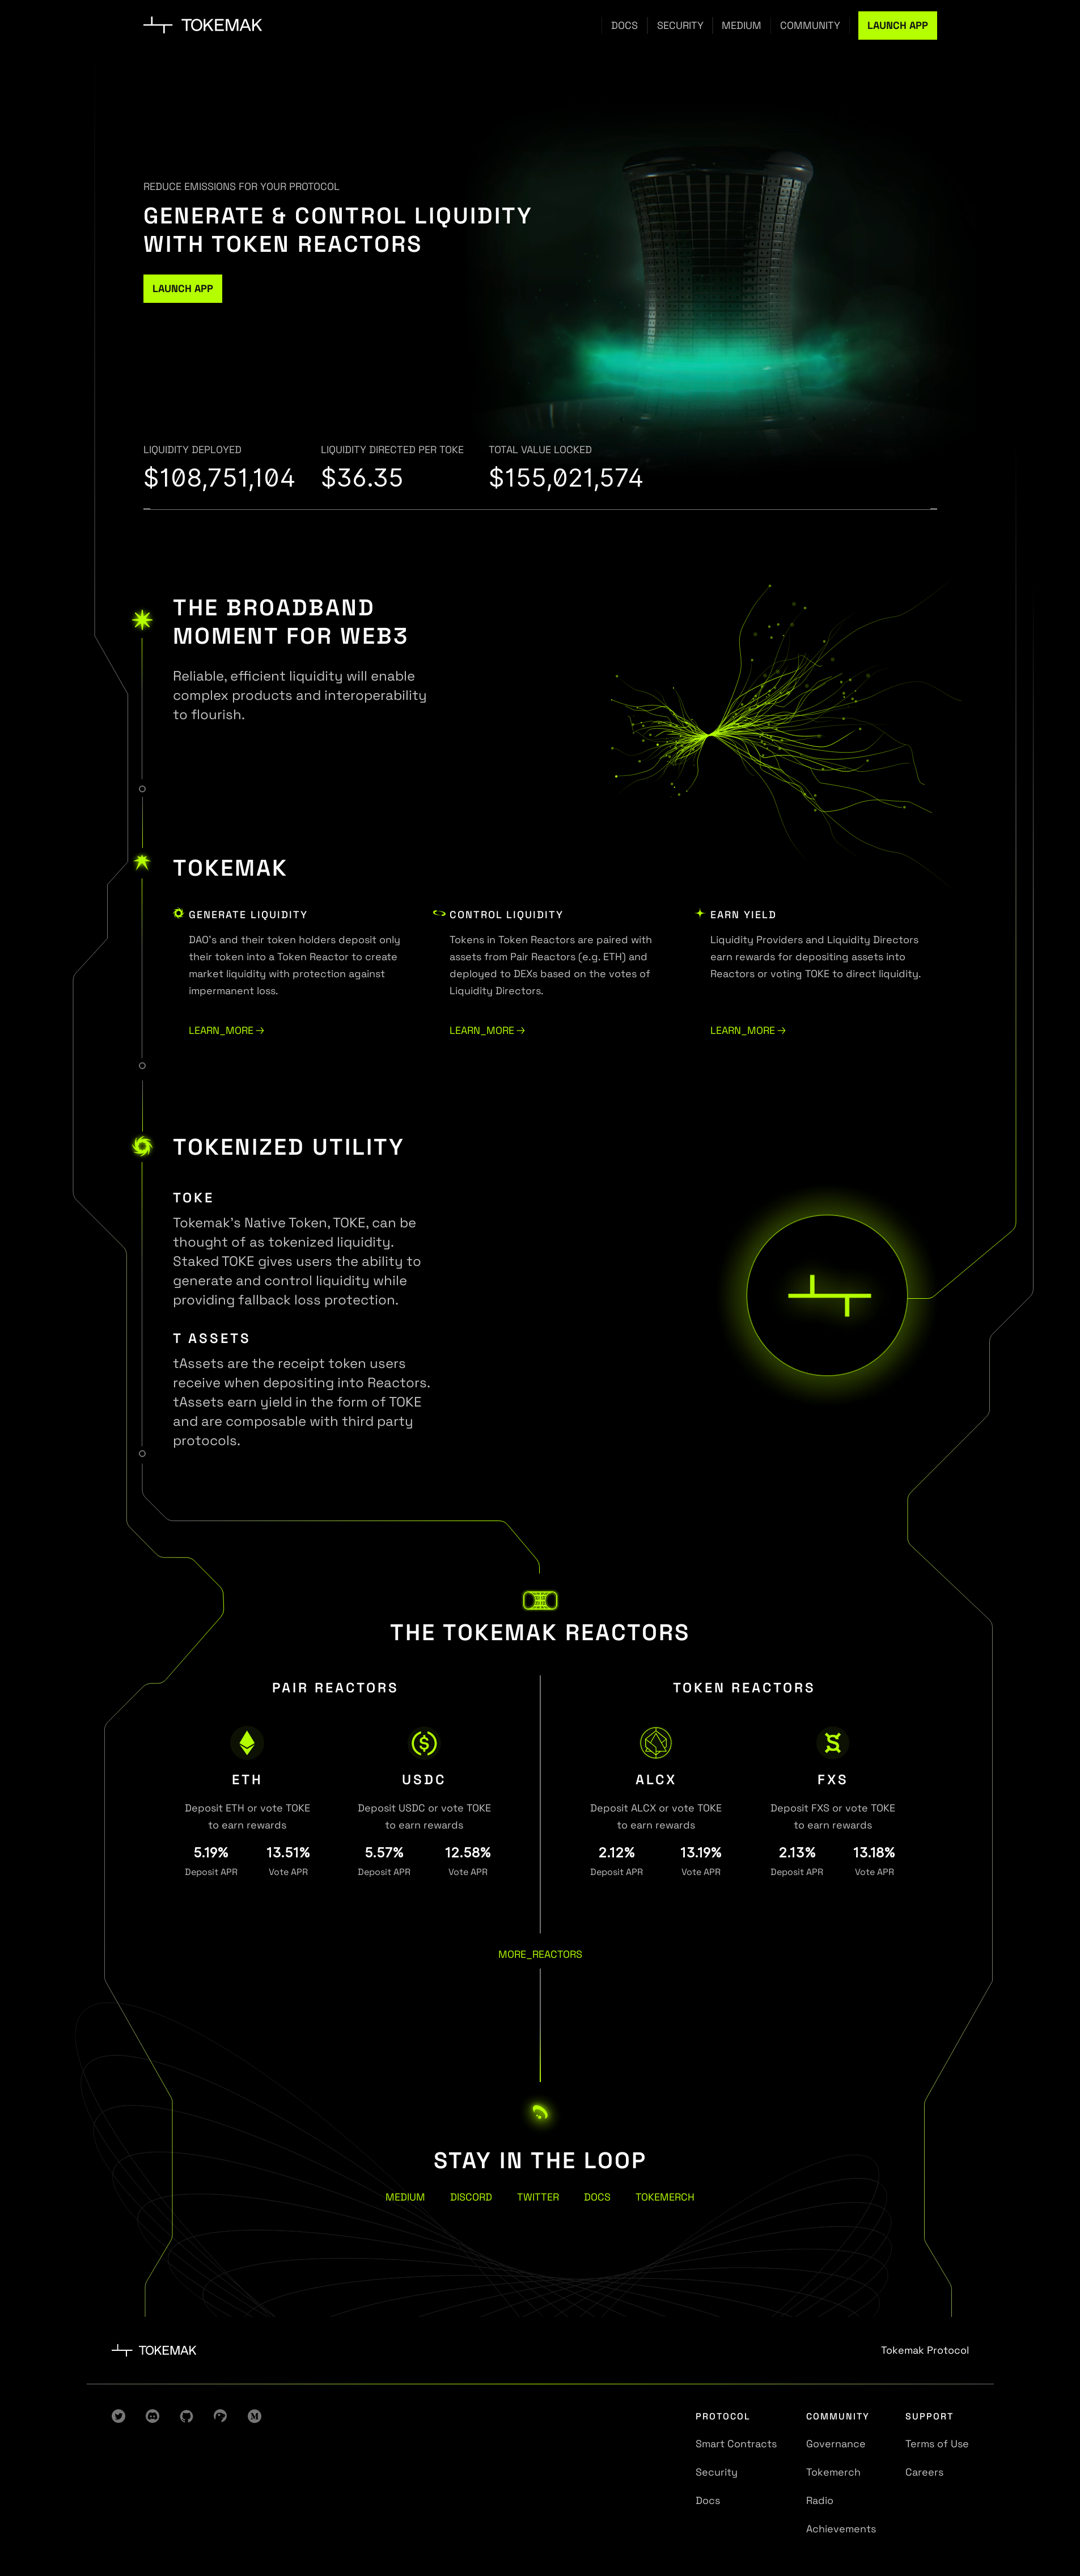 TOKEMAK
DOCS
SECURITY
MEDIUM
COMMUNITY
LAUNCH APP
REDUCE EMISSIONS FOR YOUR PROTOCOL
GENERATE & CONTROL LIQUIDITY
WITH TOKEN REACTORS
LAUNCH APP
LIQUIDITY DEPLOYED
$108,751,104
LIQUIDITY DIRECTED PER TOKE
$36.35
TOTAL VALUE LOCKED
$155,021,574
THE BROADBAND
MOMENT FOR WEB3
Reliable, efficient liquidity will enable
complex products and interoperability
to flourish.
TOKEMAK
GENERATE LIQUIDITY
DAO's and their token holders deposit only
their token into a Token Reactor to create
market liquidity with protection against
impermanent loss.
LEARN_MORE →
CONTROL LIQUIDITY
Tokens in Token Reactors are paired with
assets from Pair Reactors (e.g. ETH) and
deployed to DEXs based on the votes of
Liquidity Directors.
LEARN_MORE →
EARN YIELD
Liquidity Providers and Liquidity Directors
earn rewards for depositing assets into
Reactors or voting TOKE to direct liquidity.
LEARN_MORE →
TOKENIZED UTILITY
TOKE
Tokemak's Native Token, TOKE, can be
thought of as tokenized liquidity.
Staked TOKE gives users the ability to
generate and control liquidity while
providing fallback loss protection.
T ASSETS
tAssets are the receipt token users
receive when depositing into Reactors.
tAssets earn yield in the form of TOKE
and are composable with third party
protocols.
THE TOKEMAK REACTORS
PAIR REACTORS
ETH
Deposit ETH or vote TOKE
to earn rewards
5.19%
Deposit APR
13.51%
Vote APR
USDC
Deposit USDC or vote TOKE
to earn rewards
5.57%
Deposit APR
12.58%
Vote APR
TOKEN REACTORS
ALCX
Deposit ALCX or vote TOKE
to earn rewards
2.12%
Deposit APR
13.19%
Vote APR
FXS
Deposit FXS or vote TOKE
to earn rewards
2.13%
Deposit APR
13.18%
Vote APR
MORE_REACTORS
STAY IN THE LOOP
MEDIUM
DISCORD
TWITTER
DOCS
TOKEMERCH
TOKEMAK
Tokemak Protocol
PROTOCOL
Smart Contracts
Security
Docs
COMMUNITY
Governance
Tokemerch
Radio
Achievements
SUPPORT
Terms of Use
Careers